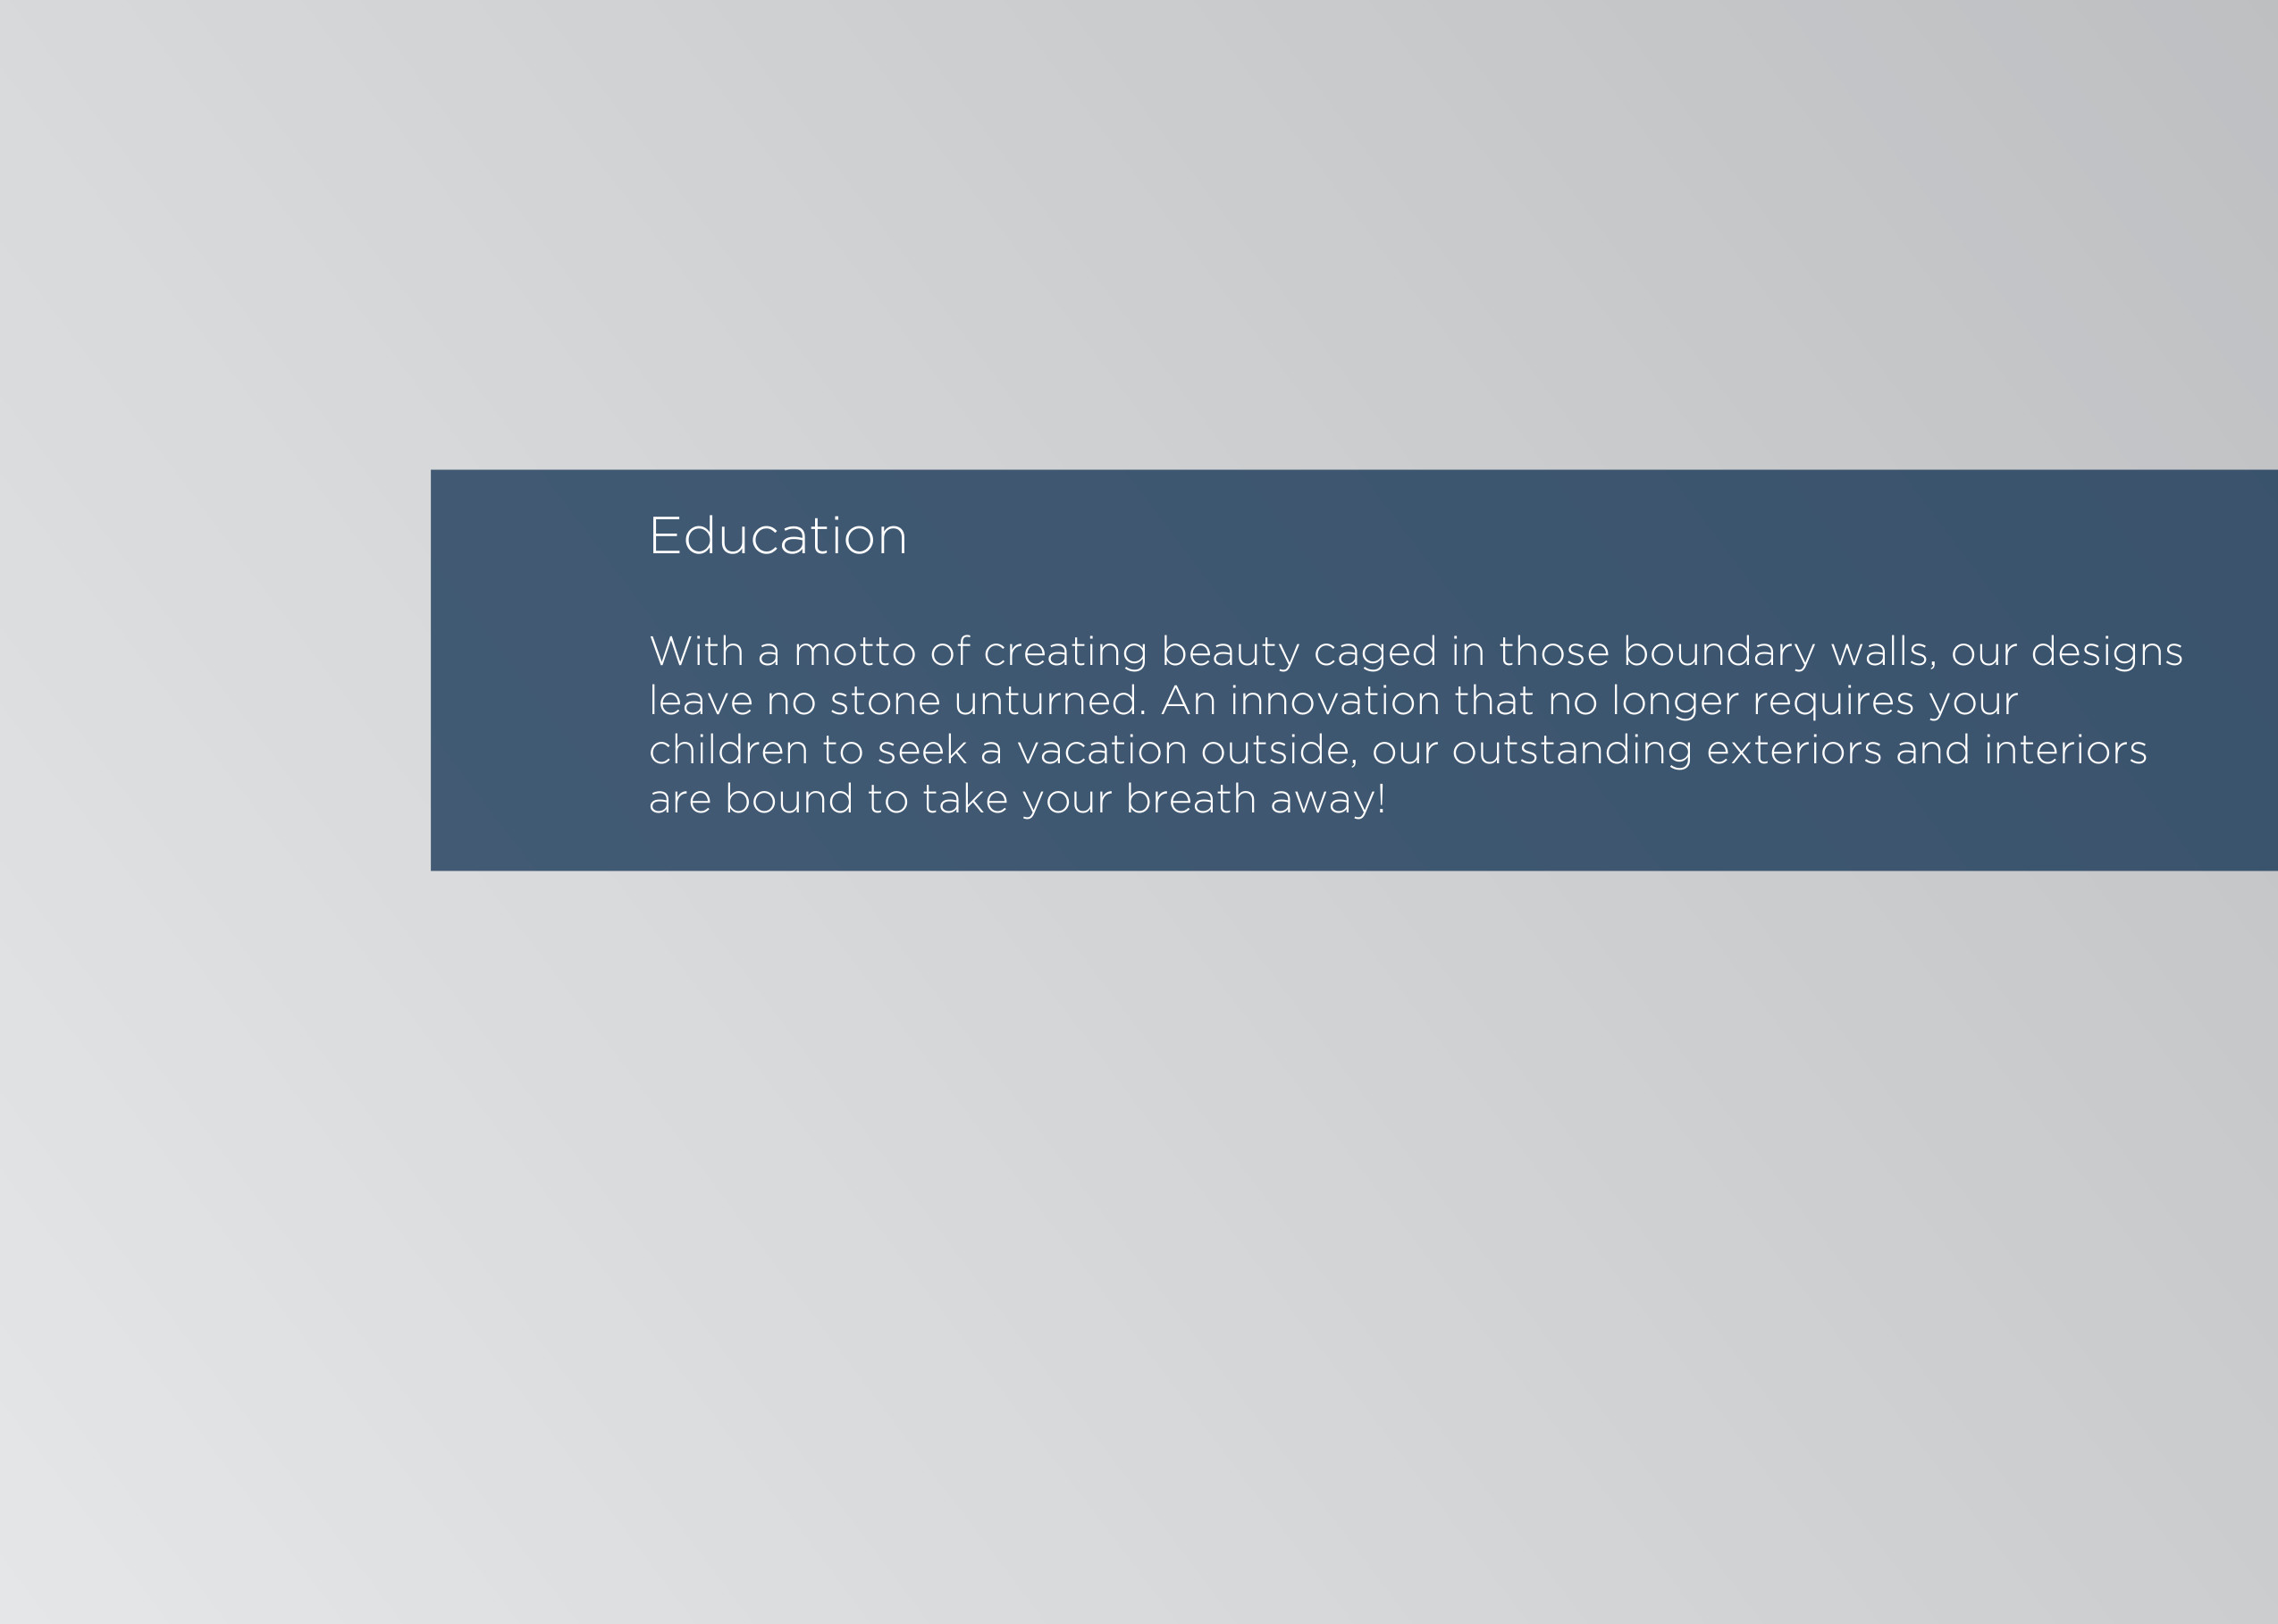 Education
With a motto of creating beauty caged in those boundary walls, our designs
leave no stone unturned. An innovation that no longer requires your
children to seek a vacation outside, our outstanding exteriors and interiors
are bound to take your breath away!